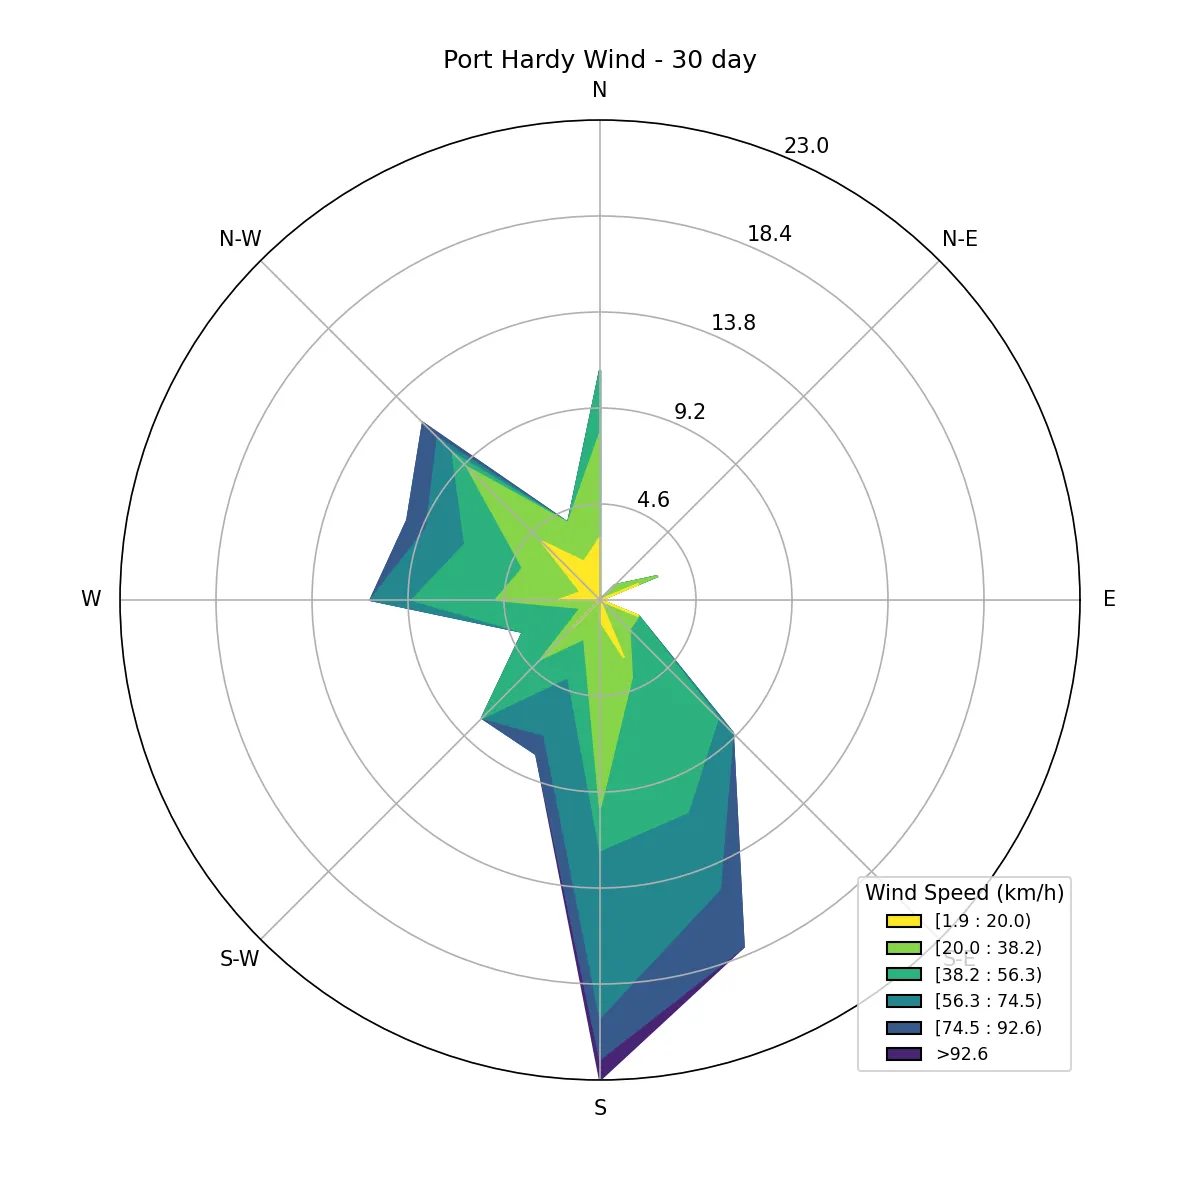 Port Hardy Wind - 30 day
N
23.0
N-W
18.4
N-E
13.8
9.2
4.6
W
E
S-W
S-E
S
Wind Speed (km/h)
[1.9 : 20.0)
[20.0 : 38.2)
[38.2 : 56.3)
[56.3 : 74.5)
[74.5 : 92.6)
>92.6